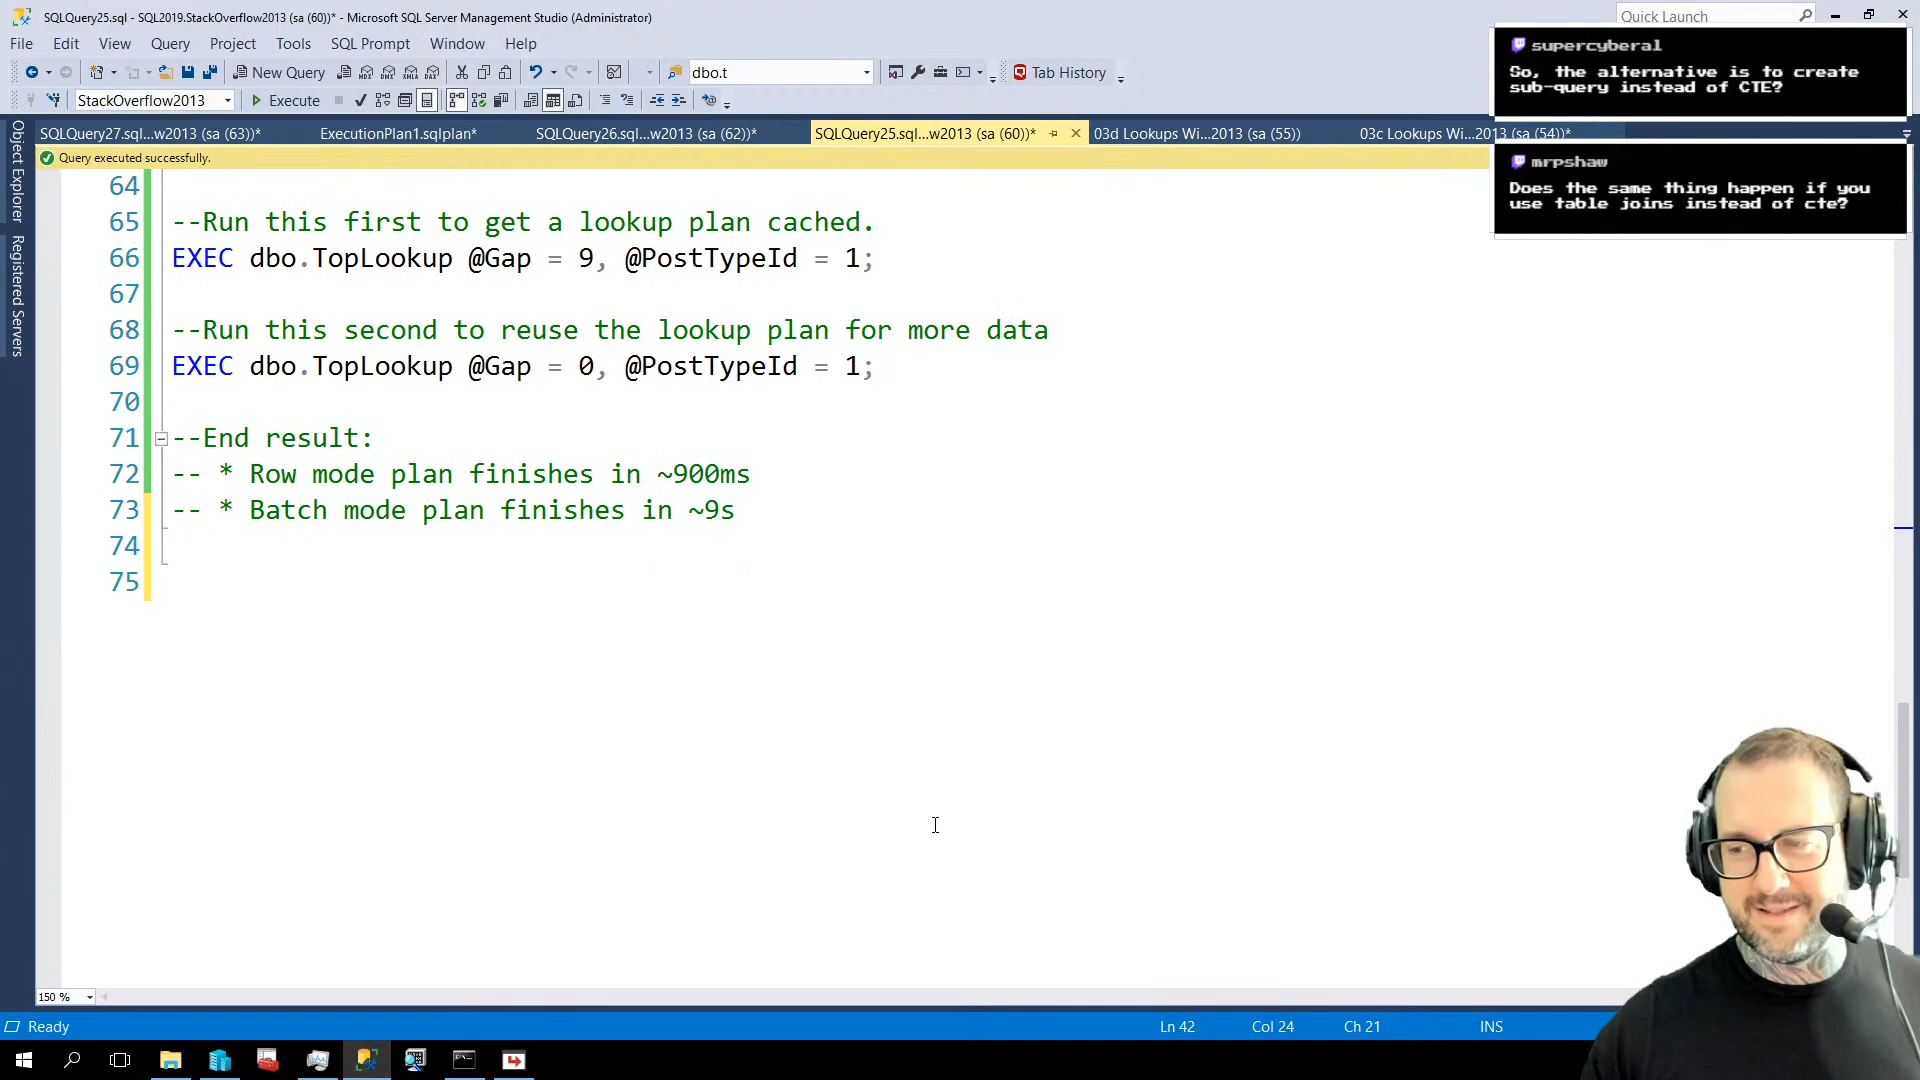 SQLQuery25.sql - SQL2019.StackOverflow2013 (sa (60))* - Microsoft SQL Server Management Studio (Administrator)
Quick Launch
File Edit View Query Project Tools SQL Prompt Window Help
New Query
dbo.t
Tab History
StackOverflow2013
Execute
SQLQuery27.sql...w2013 (sa (63))*
ExecutionPlan1.sqlplan*
SQLQuery26.sql...w2013 (sa (62))*
SQLQuery25.sql...w2013 (sa (60))*
03d Lookups Wi...2013 (sa (55))
03c Lookups Wi...2013 (sa (54))*
Query executed successfully.
Object Explorer
Registered Servers
supercyberal
So, the alternative is to create
sub-query instead of CTE?
mrpshaw
Does the same thing happen if you
use table joins instead of cte?
64
65 --Run this first to get a lookup plan cached.
66 EXEC dbo.TopLookup @Gap = 9, @PostTypeId = 1;
67
68 --Run this second to reuse the lookup plan for more data
69 EXEC dbo.TopLookup @Gap = 0, @PostTypeId = 1;
70
71 --End result:
72 -- * Row mode plan finishes in ~900ms
73 -- * Batch mode plan finishes in ~9s
74
75
150 %
Ready
Ln 42
Col 24
Ch 21
INS